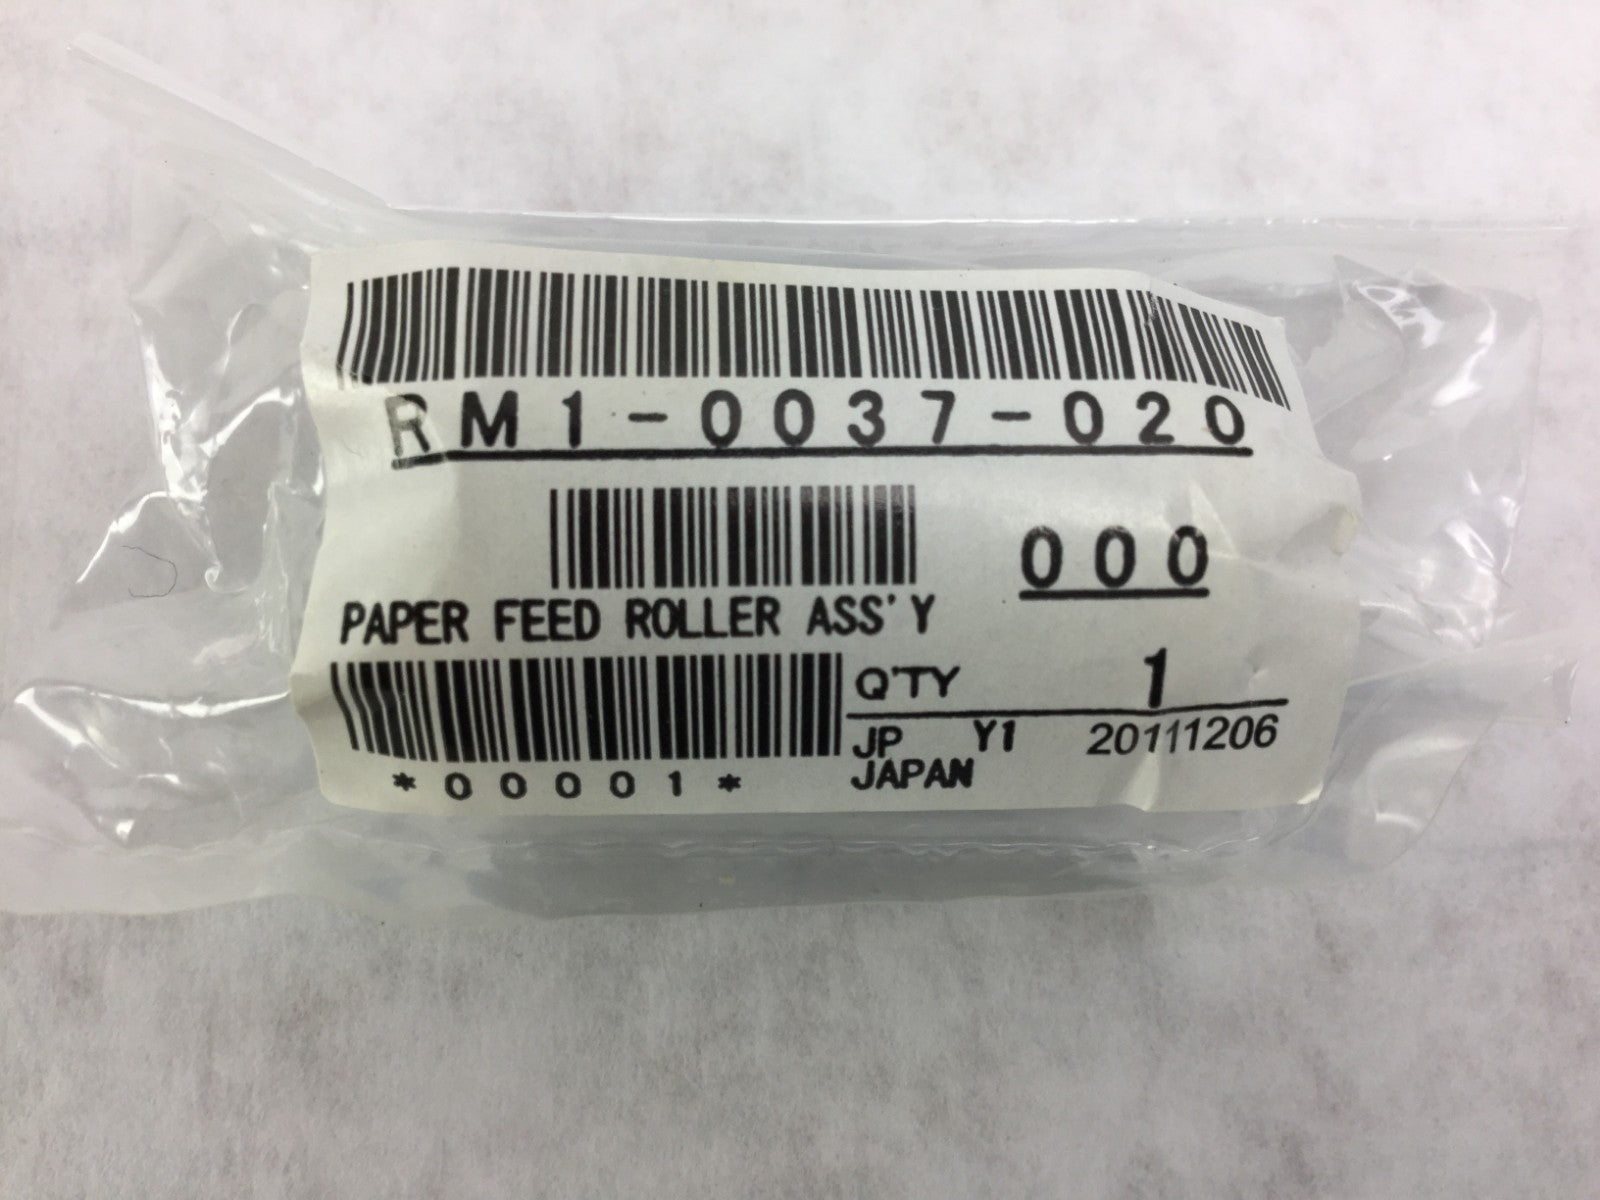 RM1-0037-020
000
PAPER FEED ROLLER ASS'Y
Q'TY 1
JP Y1 20111206
JAPAN
*00001*